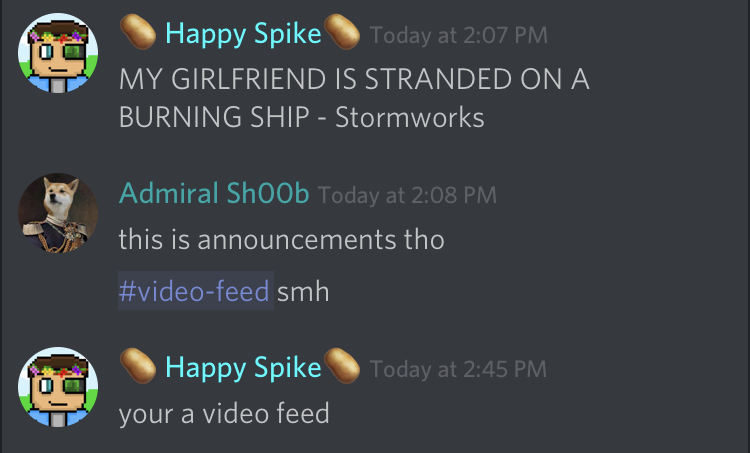 🥔 Happy Spike🥔 Today at 2:07 PM
MY GIRLFRIEND IS STRANDED ON A
BURNING SHIP - Stormworks
Admiral Sh00b Today at 2:08 PM
this is announcements tho
#video-feed smh
🥔 Happy Spike🥔 Today at 2:45 PM
your a video feed